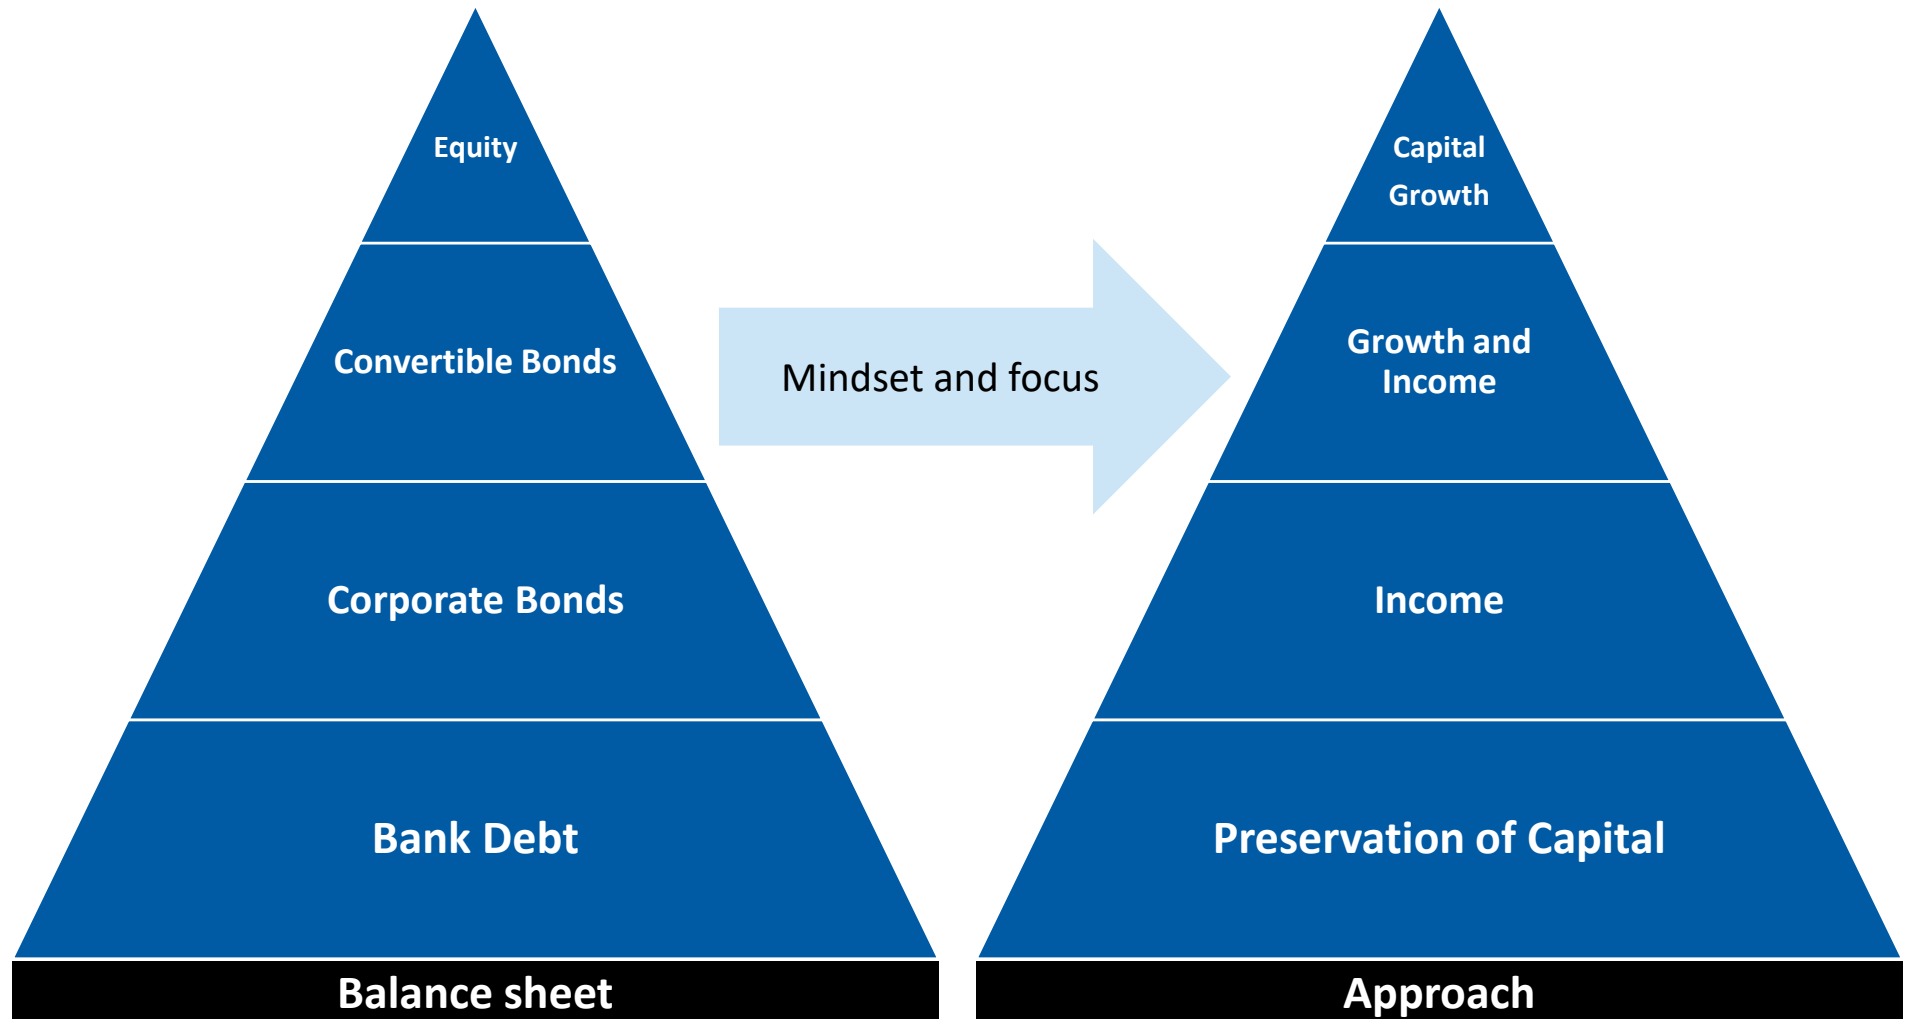 Equity
Convertible Bonds
Corporate Bonds
Bank Debt
Balance sheet
Mindset and focus
Capital
Growth
Growth and
Income
Income
Preservation of Capital
Approach